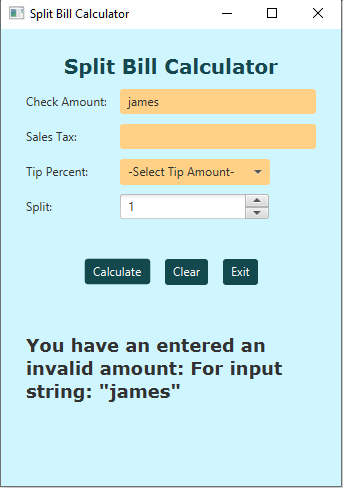 Split Bill Calculator
Split Bill Calculator
Check Amount: james
Sales Tax:
Tip Percent: -Select Tip Amount-
Split: 1
Calculate Clear Exit
You have an entered an
invalid amount: For input
string: "james"